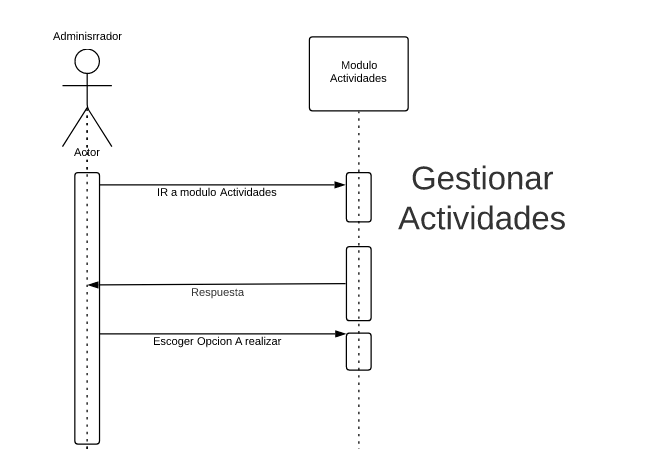 Adminisrrador
Modulo
Actividades
Actor
IR a modulo Actividades
Gestionar
Actividades
Respuesta
Escoger Opcion A realizar